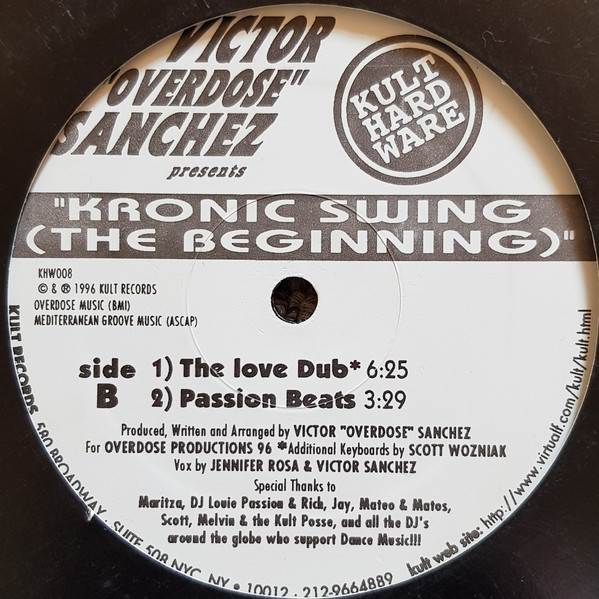 VICTOR
"OVERDOSE"
SANCHEZ
presents
KULT
HARD
WARE
"KRONIC SWING
(THE BEGINNING)"
KHW008
© & ℗ 1996 KULT RECORDS
OVERDOSE MUSIC (BMI)
MEDITERRANEAN GROOVE MUSIC (ASCAP)
side B
1) The love Dub* 6:25
2) Passion Beats 3:29
Produced, Written and Arranged by VICTOR "OVERDOSE" SANCHEZ
For OVERDOSE PRODUCTIONS 96 *Additional Keyboards by SCOTT WOZNIAK
Vox by JENNIFER ROSA & VICTOR SANCHEZ
Special Thanks to
Maritza, DJ Louie Passion & Rich, Jay, Mateo & Matos,
Scott, Melvin & the Kult Posse, and all the DJ's
around the globe who support Dance Music!!!
KULT RECORDS · 580 BROADWAY · SUITE 508 NYC, NY • 10012 · 212-9664889
kult web site: http://www.virtualf.com/kult/kult.html